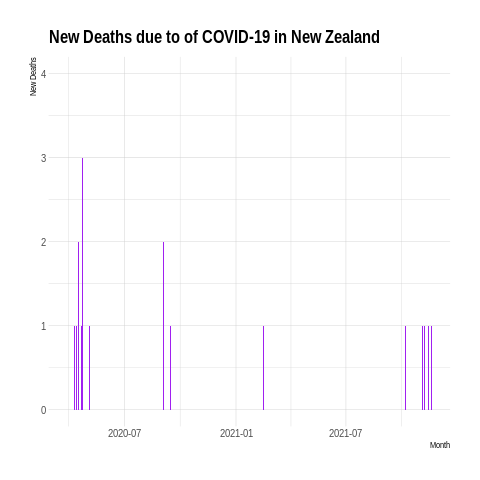 New Deaths due to of COVID-19 in New Zealand
New Deaths
4
3
2
1
0
2020-07
2021-01
2021-07
Month